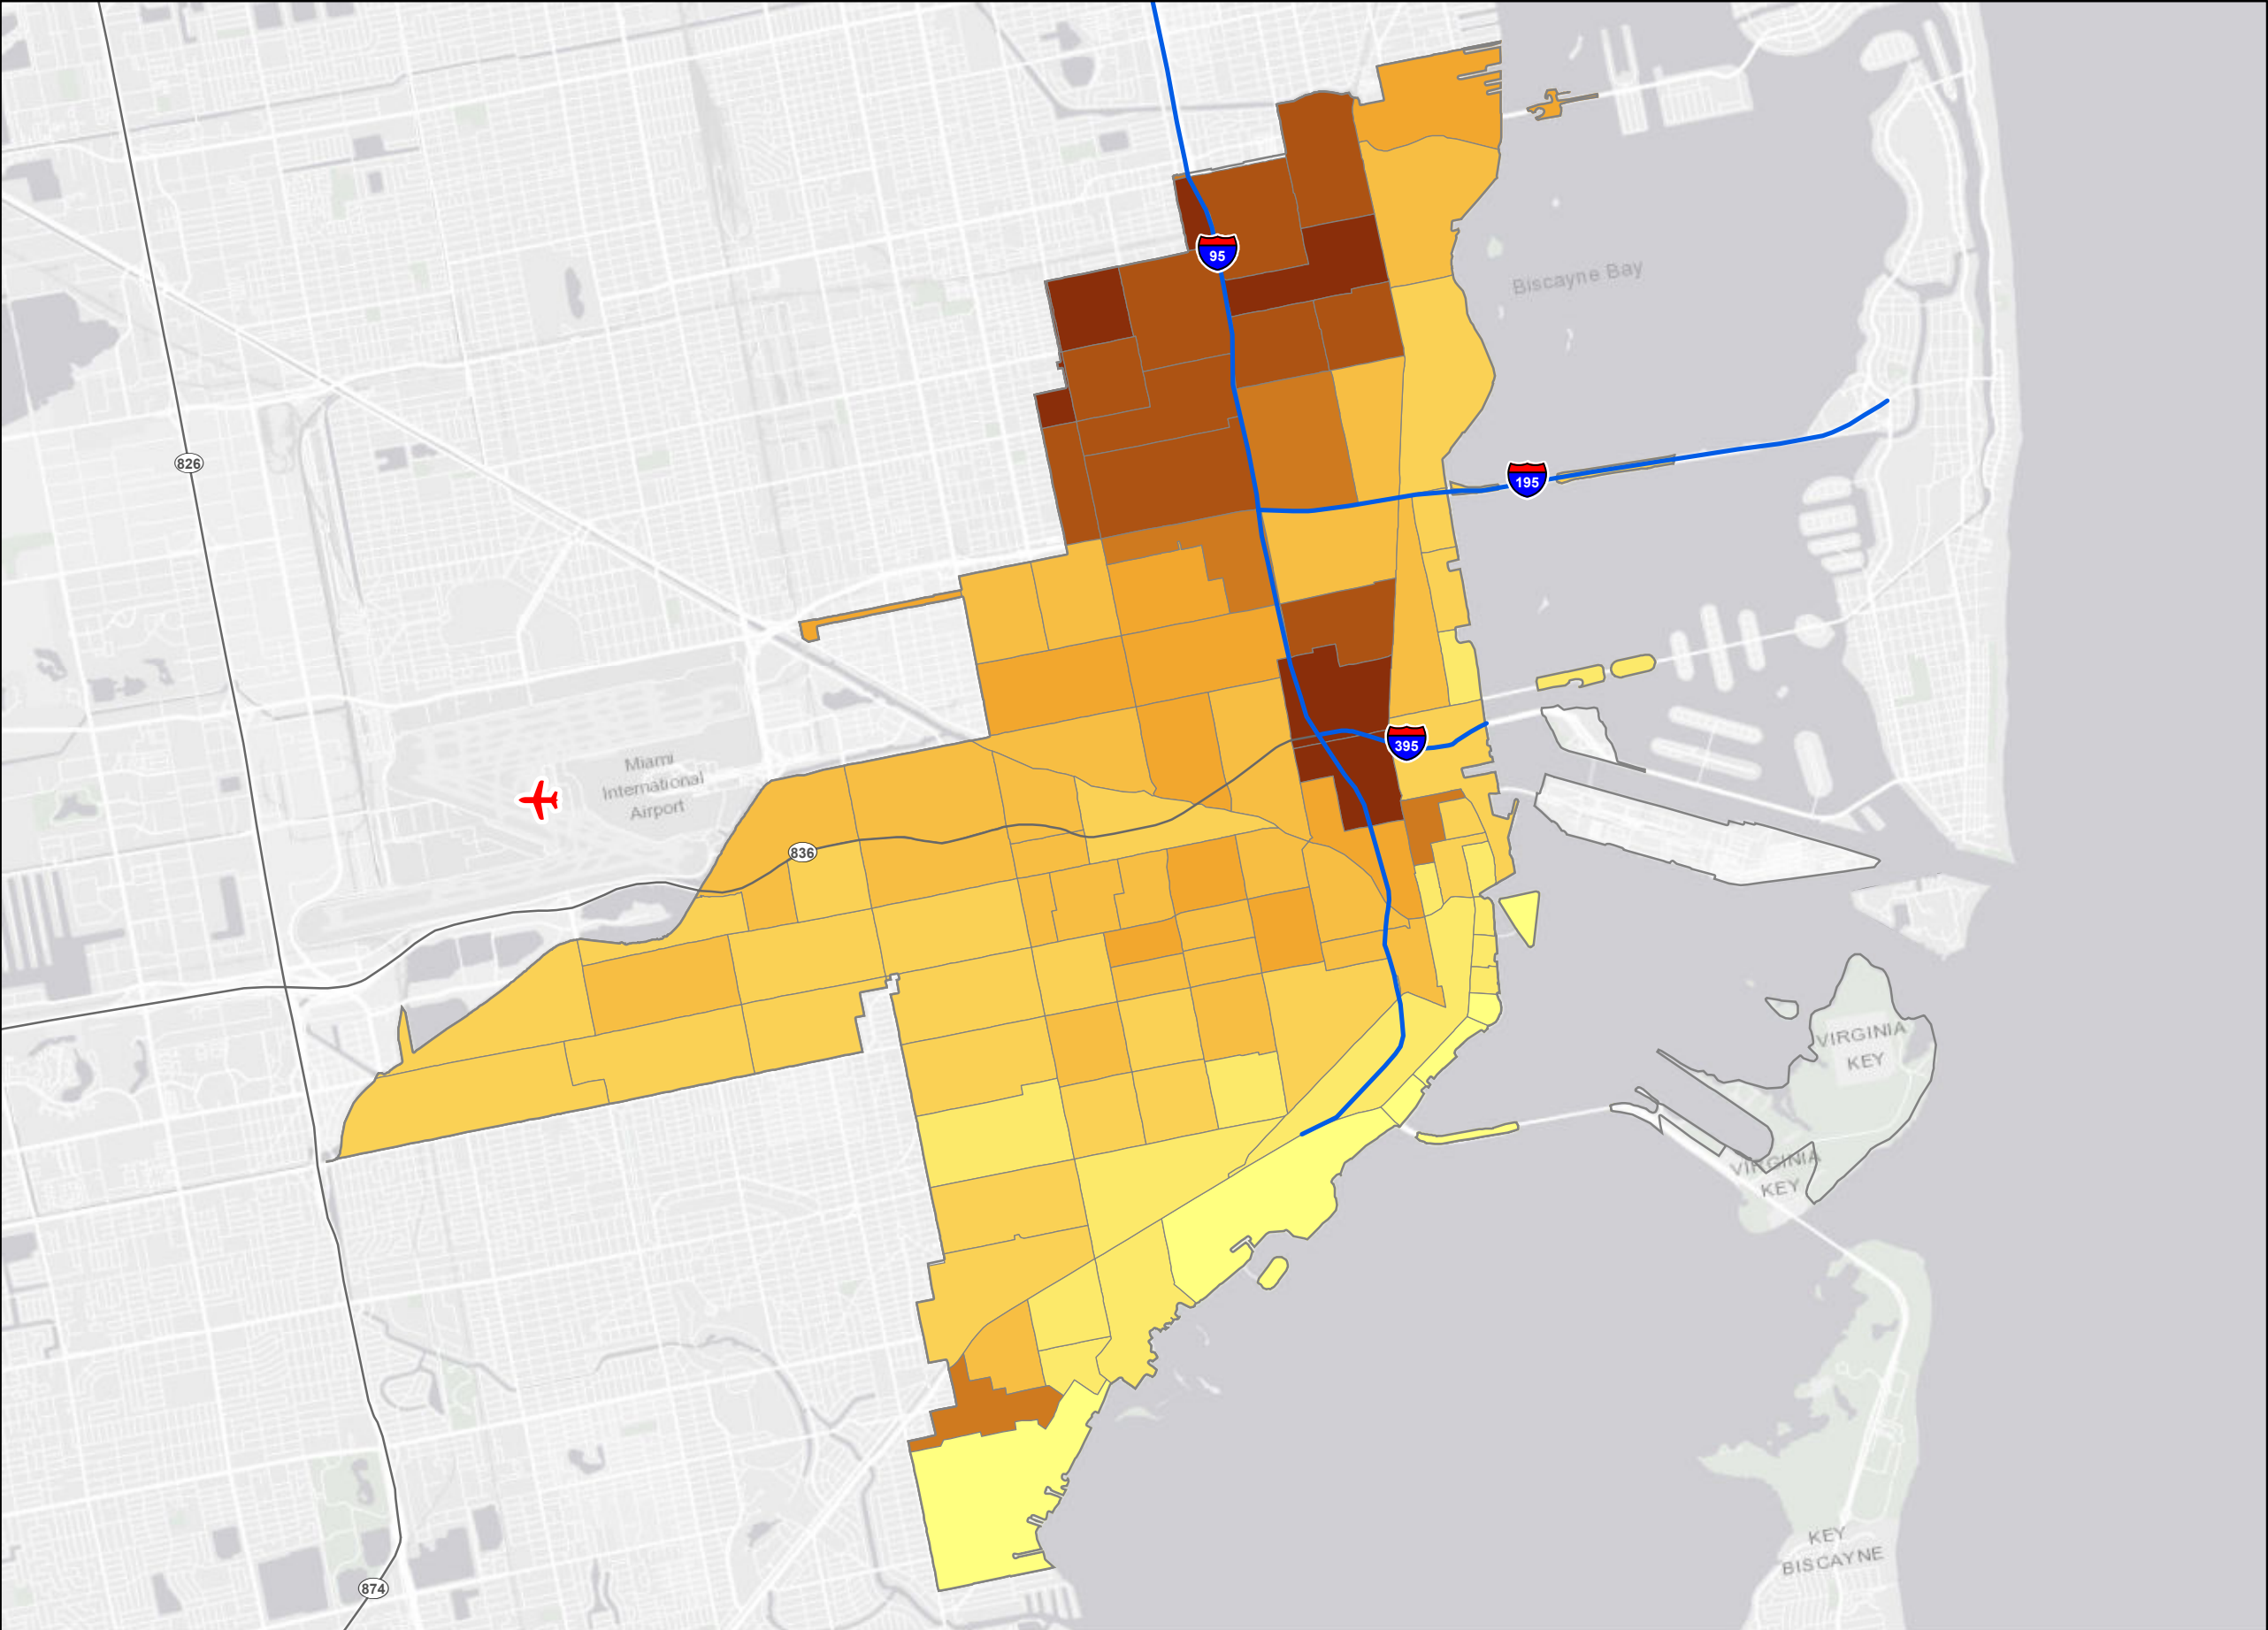 95
Biscayne Bay
826
195
395
Miami
International
Airport
836
VIRGINIA
KEY
VIRGINIA
KEY
KEY
BISCAYNE
874